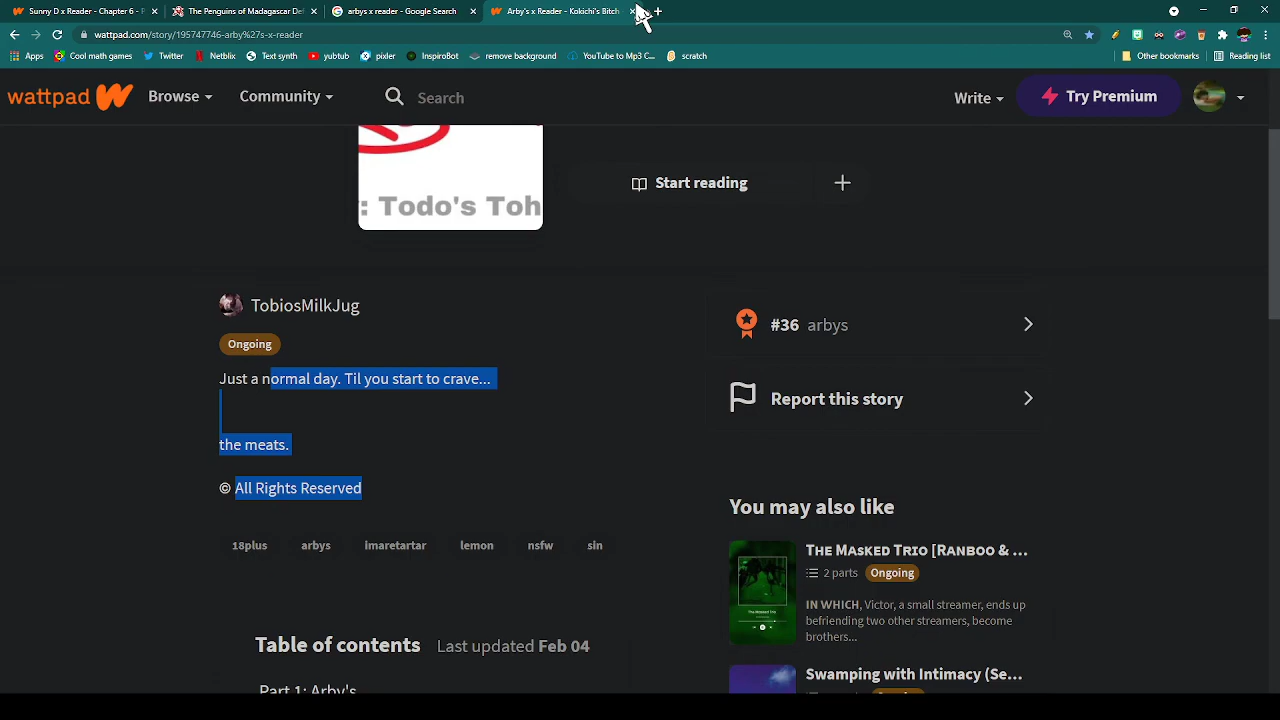 Sunny D x Reader - Chapter 6 - B
The Penguins of Madagascar Def
arbys x reader - Google Search
Arby's x Reader - Kokichi's Bitch
wattpad.com/story/195747746-arby%27s-x-reader
Apps Cool math games Twitter Netblix Text synth yubtub pixler InspiroBot remove background YouTube to Mp3 C... scratch Other bookmarks Reading list
wattpad Browse Community Search Write Try Premium
: Todo's Toh
Start reading
TobiosMilkJug
Ongoing
Just a normal day. Til you start to crave...
the meats.
© All Rights Reserved
18plus arbys imaretartar lemon nsfw sin
Table of contents Last updated Feb 04
Part 1: Arby's
#36 arbys
Report this story
You may also like
The Masked Trio [Ranboo & ...
2 parts Ongoing
IN WHICH, Victor, a small streamer, ends up
befriending two other streamers, become
brothers...
Swamping with Intimacy (Se...